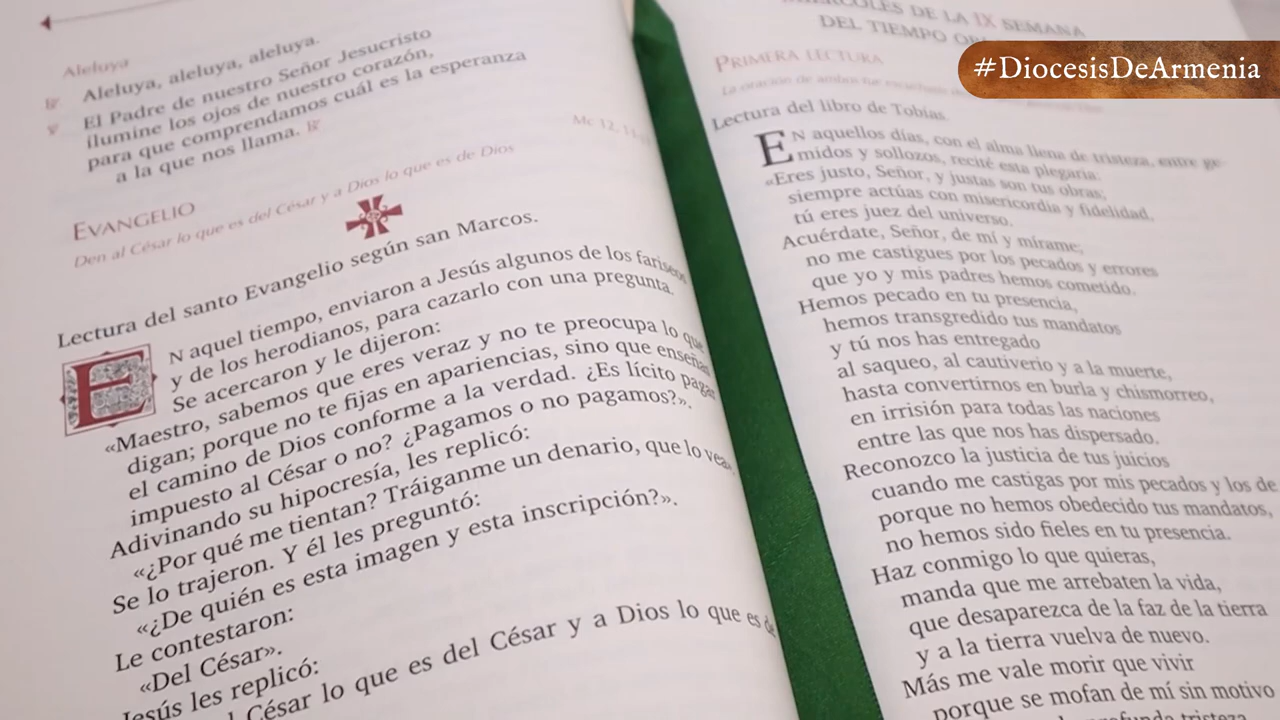 Aleluya
℣ Aleluya, aleluya, aleluya.
℣ El Padre de nuestro Señor Jesucristo
ilumine los ojos de nuestro corazón,
para que comprendamos cuál es la esperanza
a la que nos llama. ℟
Mc 12,
EVANGELIO
Den al César lo que es del César y a Dios lo que es de Dios
Lectura del santo Evangelio según san Marcos.
EN aquel tiempo, enviaron a Jesús algunos de los fariseos
y de los herodianos, para cazarlo con una pregunta.
Se acercaron y le dijeron:
«Maestro, sabemos que eres veraz y no te preocupa lo que
digan; porque no te fijas en apariencias, sino que enseñas
el camino de Dios conforme a la verdad. ¿Es lícito pagar
impuesto al César o no? ¿Pagamos o no pagamos?».
Adivinando su hipocresía, les replicó:
«¿Por qué me tientan? Tráiganme un denario, que lo vea».
Se lo trajeron. Y él les preguntó:
«¿De quién es esta imagen y esta inscripción?».
Le contestaron:
«Del César».
Jesús les replicó:
César lo que es del César y a Dios lo que es de
DE LA IX SEMANA
DEL TIEMPO
#DiocesisDeArmenia
PRIMERA LECTURA
La oración de ambos fue escuchada
Lectura del libro de Tobías.
EN aquellos días, con el alma llena de tristeza, entre ge-
midos y sollozos, recité esta plegaria:
«Eres justo, Señor, y justas son tus obras;
siempre actúas con misericordia y fidelidad,
tú eres juez del universo.
Acuérdate, Señor, de mí y mírame;
no me castigues por los pecados y errores
que yo y mis padres hemos cometido.
Hemos pecado en tu presencia,
hemos transgredido tus mandatos
y tú nos has entregado
al saqueo, al cautiverio y a la muerte,
hasta convertirnos en burla y chismorreo,
en irrisión para todas las naciones
entre las que nos has dispersado.
Reconozco la justicia de tus juicios
cuando me castigas por mis pecados y los de
porque no hemos obedecido tus mandatos,
no hemos sido fieles en tu presencia.
Haz conmigo lo que quieras,
manda que me arrebaten la vida,
que desaparezca de la faz de la tierra
y a la tierra vuelva de nuevo.
Más me vale morir que vivir
porque se mofan de mí sin motivo
profunda tristeza